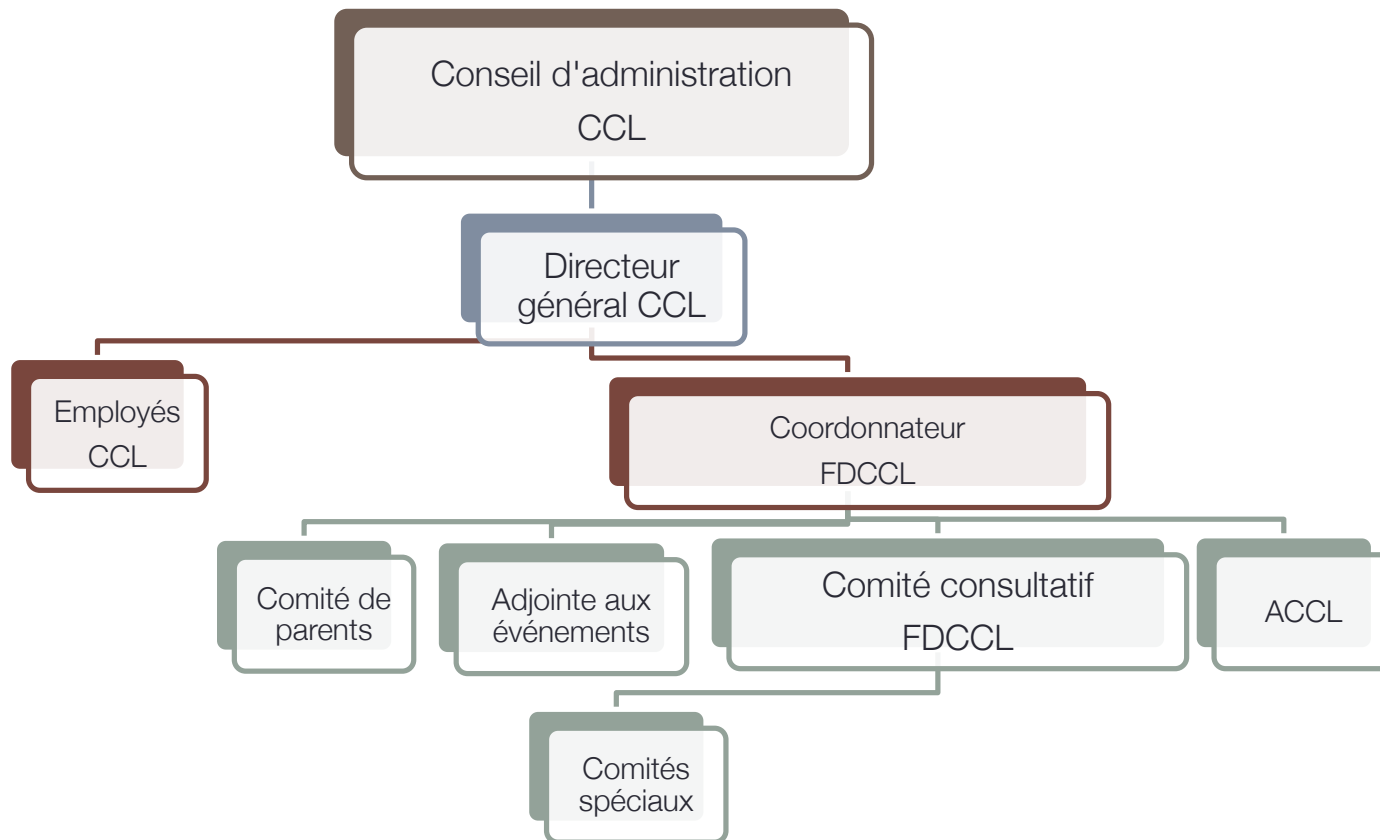 Conseil d'administration
CCL
Directeur
général CCL
Employés
CCL
Coordonnateur
FDCCL
Comité de
parents
Adjointe aux
événements
Comité consultatif
FDCCL
ACCL
Comités
spéciaux